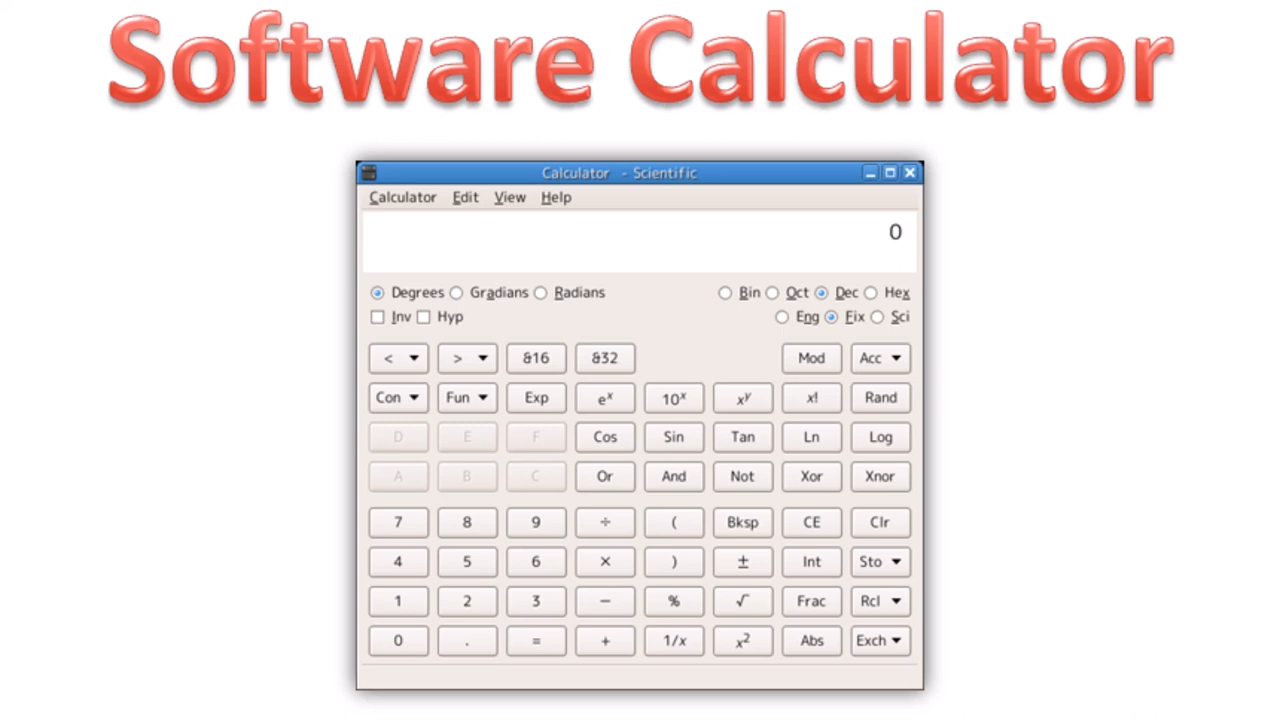 Software Calculator
Calculator - Scientific
Calculator Edit View Help
0
Degrees Gradians Radians Bin Oct Dec Hex
Inv Hyp Eng Fix Sci
< > &16 &32 Mod Acc
Con Fun Exp eˣ 10ˣ xʸ x! Rand
D E F Cos Sin Tan Ln Log
A B C Or And Not Xor Xnor
7 8 9 ÷ ( Bksp CE Clr
4 5 6 × ) ± Int Sto
1 2 3 − % √ Frac Rcl
0 . = + 1/x x² Abs Exch